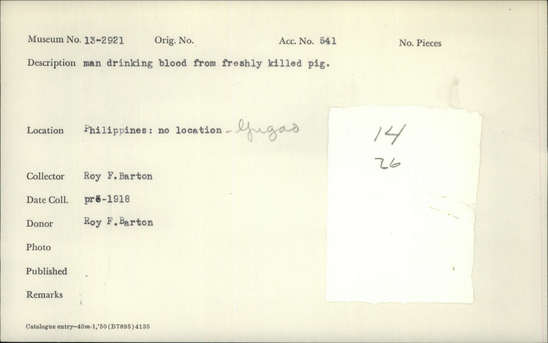 Museum No. 13-2921 Orig. No. Acc. No. 541 No. Pieces
Description man drinking blood from freshly killed pig.
Location Philippines: no location -
14
26
Collector Roy F. Barton
Date Coll. pre-1918
Donor Roy F. Barton
Photo
Published
Remarks
Catalogue entry—40m-1,'50 (B7895) 4135